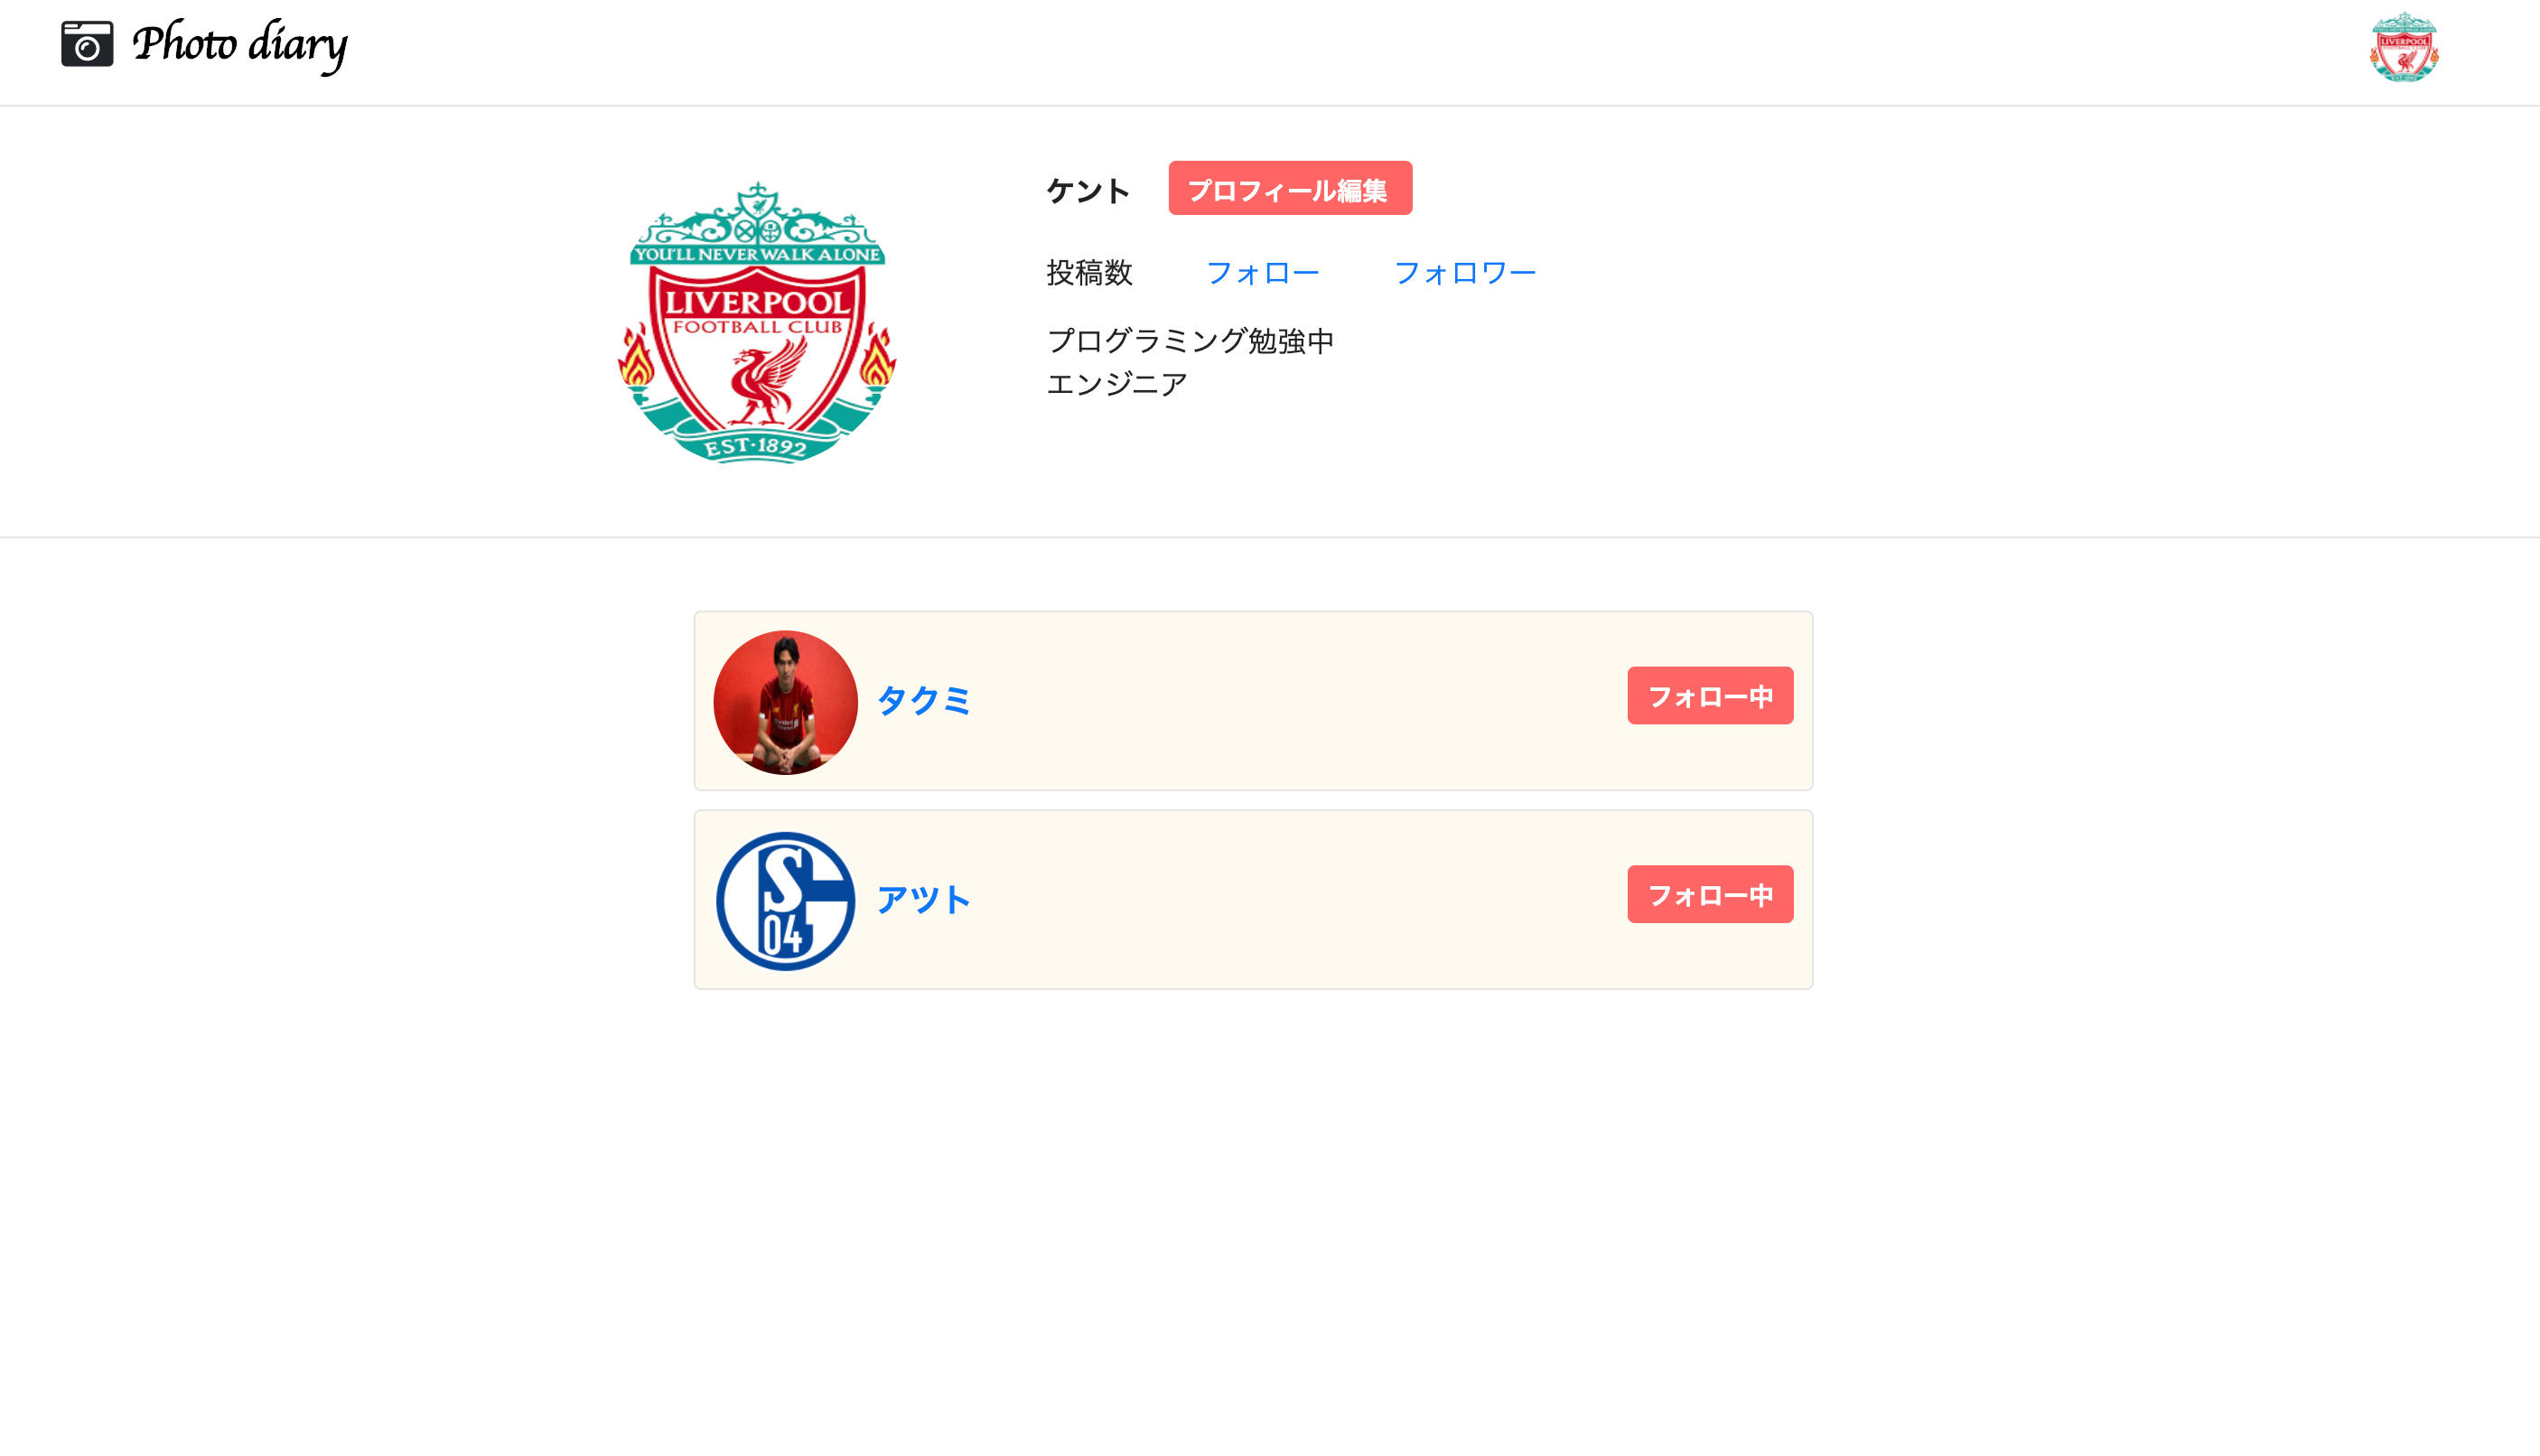 Photo diary
ケント
プロフィール編集
投稿数 フォロー フォロワー
プログラミング勉強中
エンジニア
YOU'LL NEVER WALK ALONE
LIVERPOOL
FOOTBALL CLUB
EST·1892
タクミ
フォロー中
S
04
アツト
フォロー中